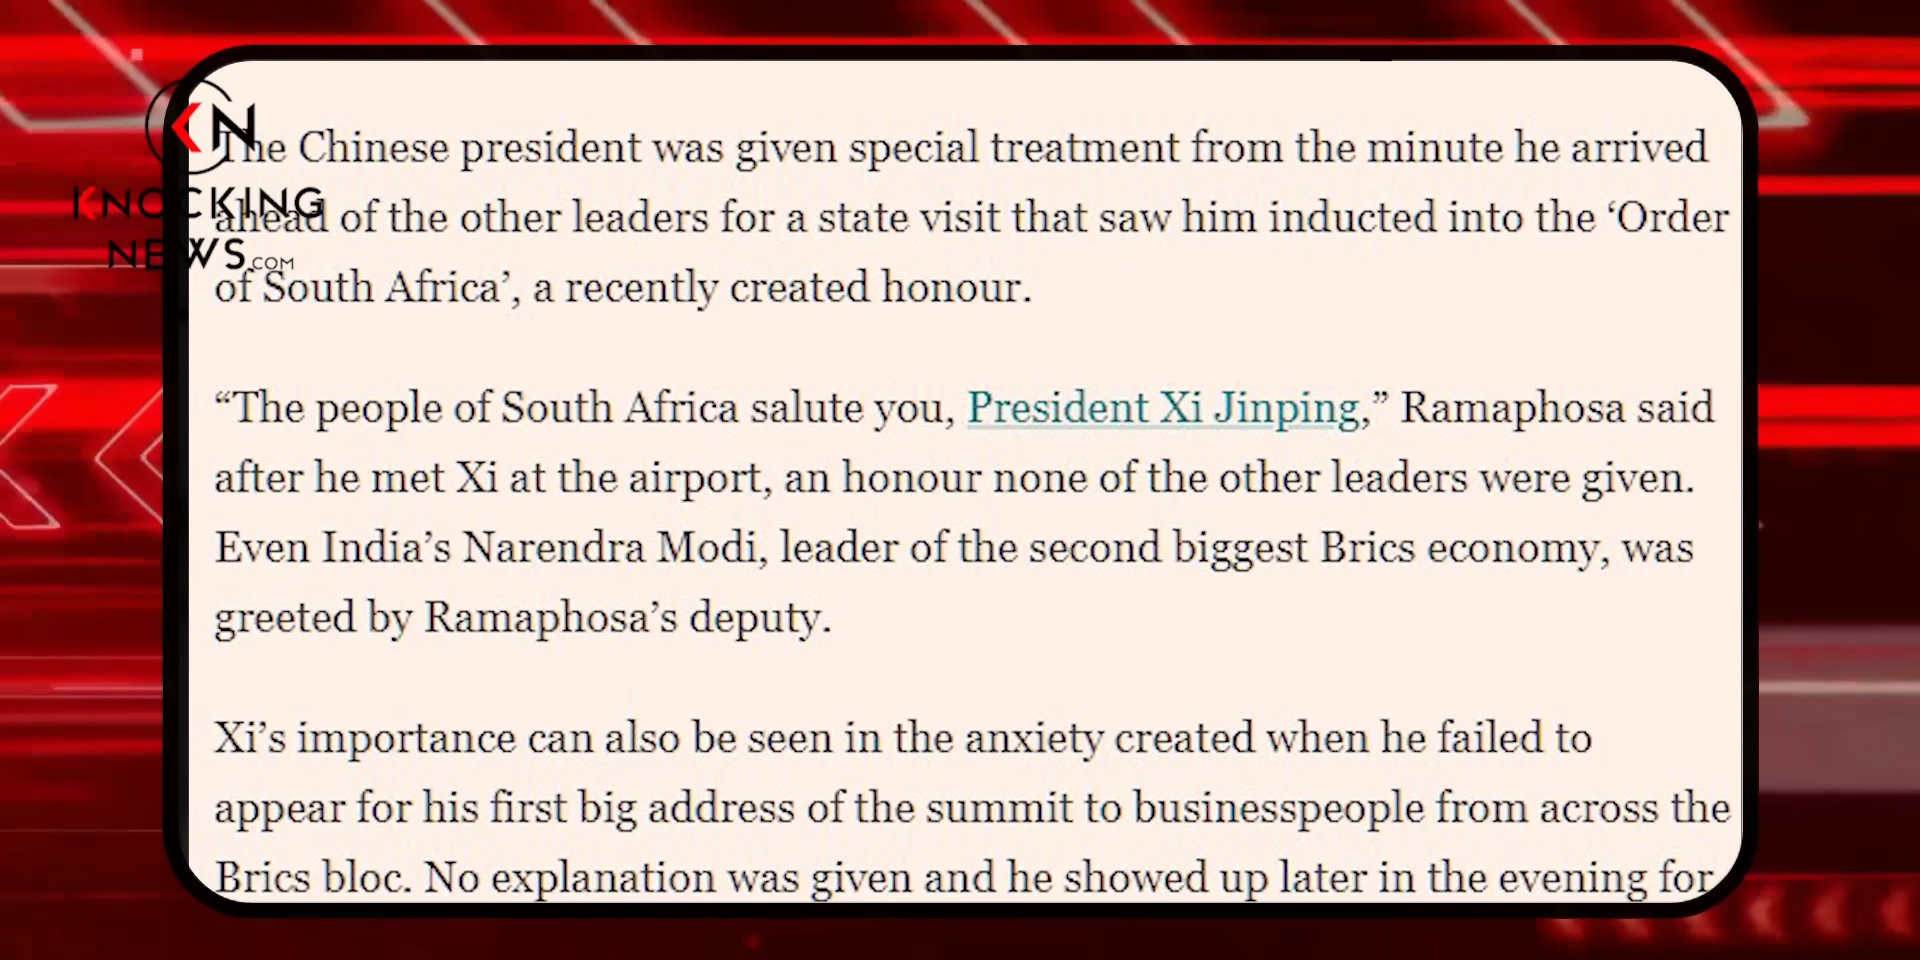 KN
KNOCKING
NEWS.COM
The Chinese president was given special treatment from the minute he arrived
ahead of the other leaders for a state visit that saw him inducted into the ‘Order
of South Africa’, a recently created honour.
“The people of South Africa salute you, President Xi Jinping,” Ramaphosa said
after he met Xi at the airport, an honour none of the other leaders were given.
Even India’s Narendra Modi, leader of the second biggest Brics economy, was
greeted by Ramaphosa’s deputy.
Xi’s importance can also be seen in the anxiety created when he failed to
appear for his first big address of the summit to businesspeople from across the
Brics bloc. No explanation was given and he showed up later in the evening for